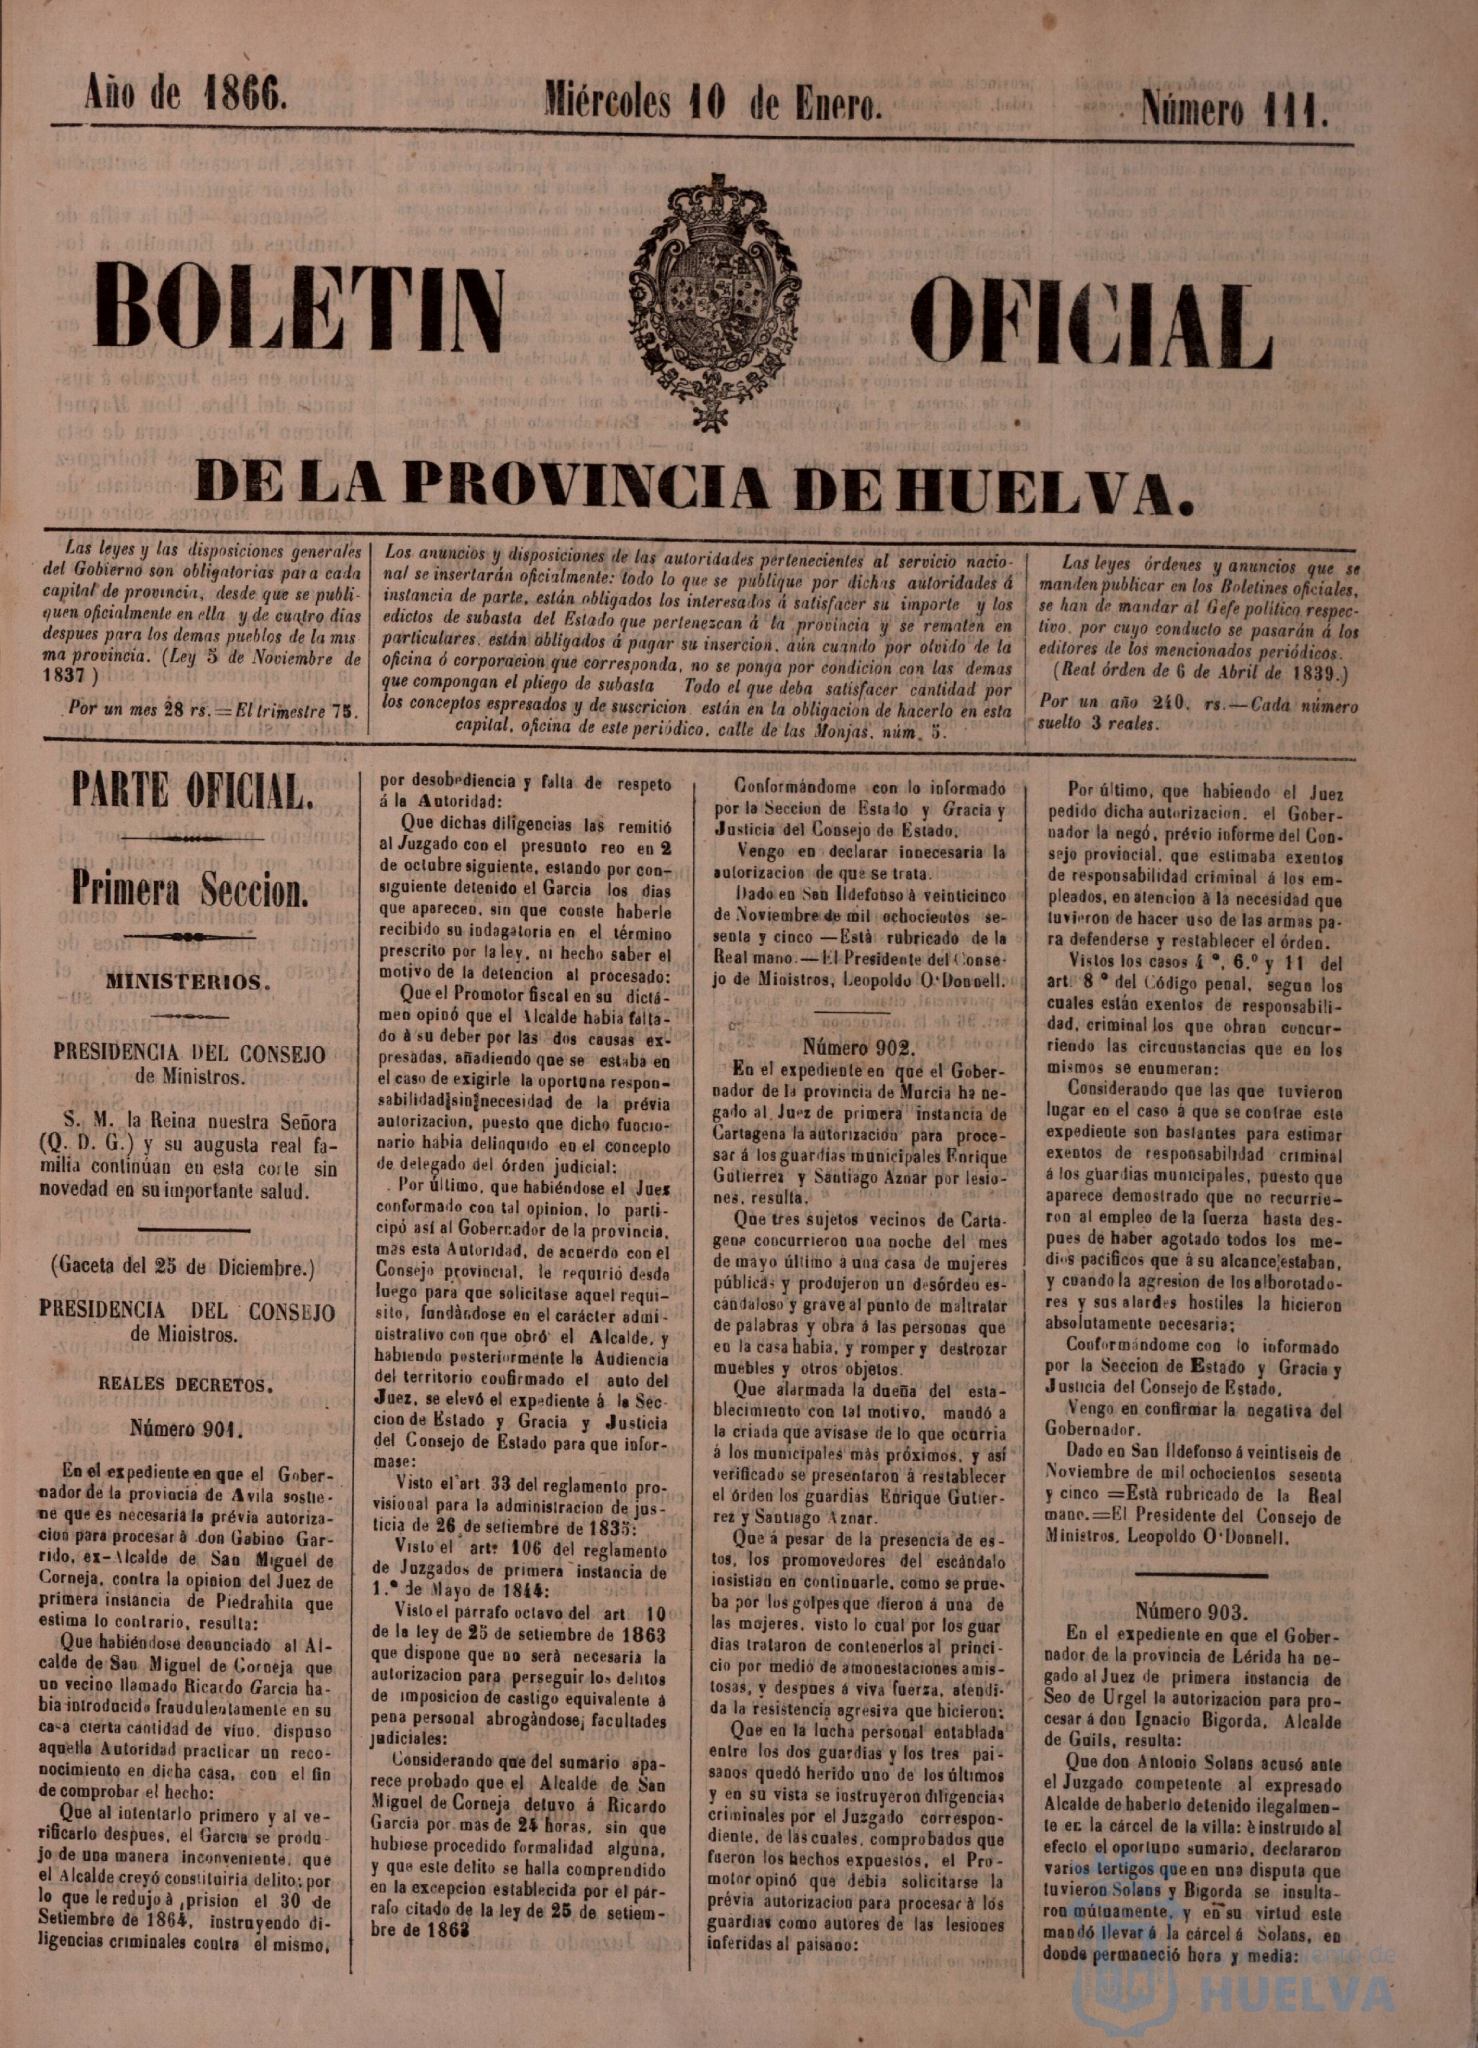 Año de 1866.
Miércoles 10 de Enero.
Número 111.
BOLETIN OFICIAL
DE LA PROVINCIA DE HUELVA.
Las leyes y las disposiciones generales
del Gobierno son obligatorias para cada
capital de provincia, desde que se publi-
quen oficialmente en ella y de cuatro dias
despues para los demas pueblos de la mis
ma provincia. (Ley 5 de Noviembre de
1837 )
Por un mes 28 rs.=El trimestre 75.
Los anuncios y disposiciones de las autoridades pertenecientes al servicio nacio-
nal se insertarán oficialmente: todo lo que se publique por dichas autoridades á
instancia de parte, están obligados los interesados á satisfacer su importe y los
edictos de subasta del Estado que pertenezcan á la provincia y se rematen en
particulares, están obligados á pagar su insercion, aún cuando por olvido de la
oficina ó corporacion que corresponda, no se ponga por condicion con las demas
que compongan el pliego de subasta Todo el que deba satisfacer cantidad por
los conceptos espresados y de suscricion, están en la obligacion de hacerlo en esta
capital, oficina de este periódico, calle de las Monjas, núm. 5.
Las leyes órdenes y anuncios que se
manden publicar en los Boletines oficiales,
se han de mandar al Gefe político respec-
tivo, por cuyo conducto se pasarán á los
editores de los mencionados periódicos.
(Real órden de 6 de Abril de 1839.)
Por un año 240, rs.—Cada número
suelto 3 reales.
PARTE OFICIAL.
Primera Seccion.
MINISTERIOS.
PRESIDENCIA DEL CONSEJO
de Ministros.
S. M. la Reina nuestra Señora
(Q. D. G.) y su augusta real fa-
milia continúan en esta corte sin
novedad en su importante salud.
(Gaceta del 25 de Diciembre.)
PRESIDENCIA DEL CONSEJO
de Ministros.
REALES DECRETOS.
Número 901.
En el expediente en que el Gober-
nador de la provincia de Avila sostie-
ne que es necesaria la prévia autoriza-
cion para procesar à don Gabino Gar-
rido, ex-Alcalde de San Miguel de
Corneja, contra la opinion del Juez de
primera instancia de Piedrahita que
estima lo contrario, resulta:
Que habiéndose denunciado al Al-
calde de San Miguel de Corneja que
un vecino llamado Ricardo Garcia ha-
bia introducido fraudulentamente en su
casa cierta cantidad de vino, dispuso
aquella Autoridad practicar un reco-
nocimiento en dicha casa, con el fin
de comprobar el hecho:
Que al intentarlo primero y al ve-
rificarlo despues, el Garcia se produ-
jo de una manera inconveniente, que
el Alcalde creyó constituiria delito; por
lo que le redujo à prision el 30 de
Setiembre de 1864, instruyendo di-
ligencias criminales contra el mismo,
por desobediencia y falta de respeto
á la Autoridad:
Que dichas diligencias las remitió
al Juzgado con el presunto reo en 2
de octubre siguiente, estando por con-
siguiente detenido el Garcia los dias
que aparecen, sin que conste haberle
recibido su indagatoria en el término
prescrito por la ley, ni hecho saber el
motivo de la detencion al procesado:
Que el Promotor fiscal en su dictá-
men opinó que el Alcalde habia falta-
do à su deber por las dos causas ex-
presadas, añadiendo que se estaba en
el caso de exigirle la oportuna respon-
sabilidad sin necesidad de la prévia
autorizacion, puesto que dicho funcio-
nario habia delinquido en el concepto
de delegado del órden judicial:
Por último, que habiéndose el Juez
conformado con tal opinion, lo parti-
cipó así al Gobernador de la provincia,
mas esta Autoridad, de acuerdo con el
Consejo provincial, le requirió desde
luego para que solicitase aquel requi-
sito, fundàndose en el carácter admi-
nistrativo con que obró el Alcalde, y
habiendo posteriormente la Audiencia
del territorio confirmado el auto del
Juez, se elevó el expediente à la Sec-
cion de Estado y Gracia y Justicia
del Consejo de Estado para que infor-
mase:
Visto el art 33 del reglamento pro-
visional para la administracion de jus-
ticia de 26 de setiembre de 1835:
Visto el art. 106 del reglamento
de Juzgados de primera instancia de
1.º de Mayo de 1844:
Visto el párrafo octavo del art 10
de la ley de 25 de setiembre de 1863
que dispone que no será necesaria la
autorizacion para perseguir los delitos
de imposicion de castigo equivalente á
pena personal abrogàndose, facultades
judiciales:
Considerando que del sumario apa-
rece probado que el Alcalde de San
Miguel de Corneja detuvo á Ricardo
Garcia por mas de 24 horas, sin que
hubiese procedido formalidad alguna,
y que este delito se halla comprendido
en la excepcion establecida por el pár-
rafo citado de la ley de 25 de setiem-
bre de 1863
Conformándome con lo informado
por la Seccion de Estado y Gracia y
Justicia del Consejo de Estado,
Vengo en declarar innecesaria la
autorizacion de que se trata.
Dado en San Ildefonso à veinticinco
de Noviembre de mil ochocientos se-
senta y cinco —Està rubricado de la
Real mano.—El Presidente del Conse-
jo de Ministros, Leopoldo O'Donnell.
Número 902.
En el expediente en que el Gober-
nador de la provincia de Murcia ha ne-
gado al Juez de primera instancia de
Cartagena la autorización para proce-
sar á los guardias municipales Enrique
Gutierrez y Santiago Aznar por lesio-
nes, resulta.
Que tres sujetos vecinos de Carta-
gena concurrieron una noche del mes
de mayo último à una casa de mujeres
públicas y produjeron un desórden es-
candaloso y grave al punto de maltratar
de palabras y obra á las personas que
en la casa habia, y romper y destrozar
muebles y otros objetos.
Que alarmada la dueña del esta-
blecimiento con tal motivo, mandó a
la criada que avisase de lo que ocurria
á los municipales màs próximos, y así
verificado se presentaron à restablecer
el órden los guardias Enrique Gutier-
rez y Santiago Aznar.
Que à pesar de la presencia de es-
tos, los promovedores del escándalo
insistian en continuarle, como se prue-
ba por los golpes que dieron á una de
las mujeres, visto lo cual por los guar
dias trataron de contenerlos al princi-
cio por medio de amonestaciones amis-
tosas, y despues á viva fuerza, atendi-
da la resistencia agresiva que hicieron:
Que en la lucha personal entablada
entre los dos guardias y los tres pai-
sanos quedó herido uno de los últimos
y en su vista se instruyeron diligencias
criminales por el Juzgado correspon-
diente, de las cuales, comprobados que
fueron los hechos expuestos, el Pro-
motor opinó que debia solicitarse la
prévia autorizacion para procesar à los
guardias como autores de las lesiones
inferidas al paisano:
Por último, que habiendo el Juez
pedido dicha autorizacion, el Gober-
nador la negó, prévio informe del Con-
sejo provincial, que estimaba exentos
de responsabilidad criminal á los em-
pleados, en atencion à la necesidad que
tuvieron de hacer uso de las armas pa-
ra defenderse y restablecer el órden.
Vistos los casos 4 º, 6.º y 11 del
art. 8 º del Código penal, segun los
cuales están exentos de responsabili-
dad, criminal los que obran concur-
riendo las circunstancias que en los
mismos se enumeran:
Considerando que las que tuvieron
lugar en el caso á que se contrae este
expediente son bastantes para estimar
exentos de responsabilidad criminal
á los guardias municipales, puesto que
aparece demostrado que no recurrie-
ron al empleo de la fuerza hasta des-
pues de haber agotado todos los me-
dios pacíficos que à su alcance estaban,
y cuando la agresion de los alborotado-
res y sus alardes hostiles la hicieron
absolutamente necesaria;
Conformándome con lo informado
por la Seccion de Estado y Gracia y
Justicia del Consejo de Estado,
Vengo en confirmar la negativa del
Gobernador.
Dado en San Ildefonso á veintiseis de
Noviembre de mil ochocientos sesenta
y cinco =Està rubricado de la Real
mano.=El Presidente del Consejo de
Ministros, Leopoldo O'Donnell.
Número 903.
En el expediente en que el Gober-
nador de la provincia de Lérida ha ne-
gado al Juez de primera instancia de
Seo de Urgel la autorizacion para pro-
cesar á don Ignacio Bigorda, Alcalde
de Guils, resulta:
Que don Antonio Solans acusó ante
el Juzgado competente al expresado
Alcalde de haberlo detenido ilegalmen-
te en la cárcel de la villa: è instruido al
efecto el oportuno sumario, declararon
varios tertigos que en una disputa que
tuvieron Solans y Bigorda se insulta-
ron mútuamente, y en su virtud este
mandó llevar á la cárcel á Solans, en
donde permaneció hora y media:
HUELVA